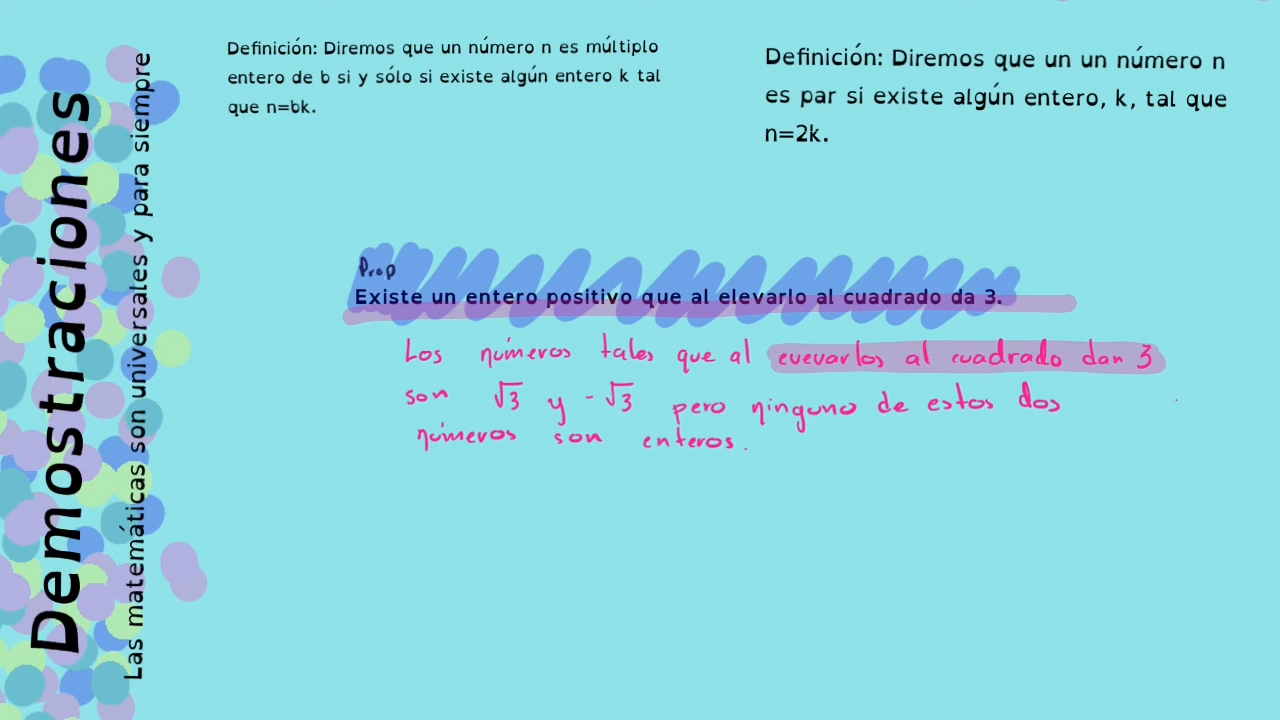 Demostraciones
Las matemáticas son universales y para siempre
Definición: Diremos que un número n es múltiplo
entero de b si y sólo si existe algún entero k tal
que n=bk.
Definición: Diremos que un un número n
es par si existe algún entero, k, tal que
n=2k.
Prop
Existe un entero positivo que al elevarlo al cuadrado da 3.
Los números tales que al euevarlos al cuadrado dan 3
son √3 y -√3 pero ninguno de estos dos
números son enteros.